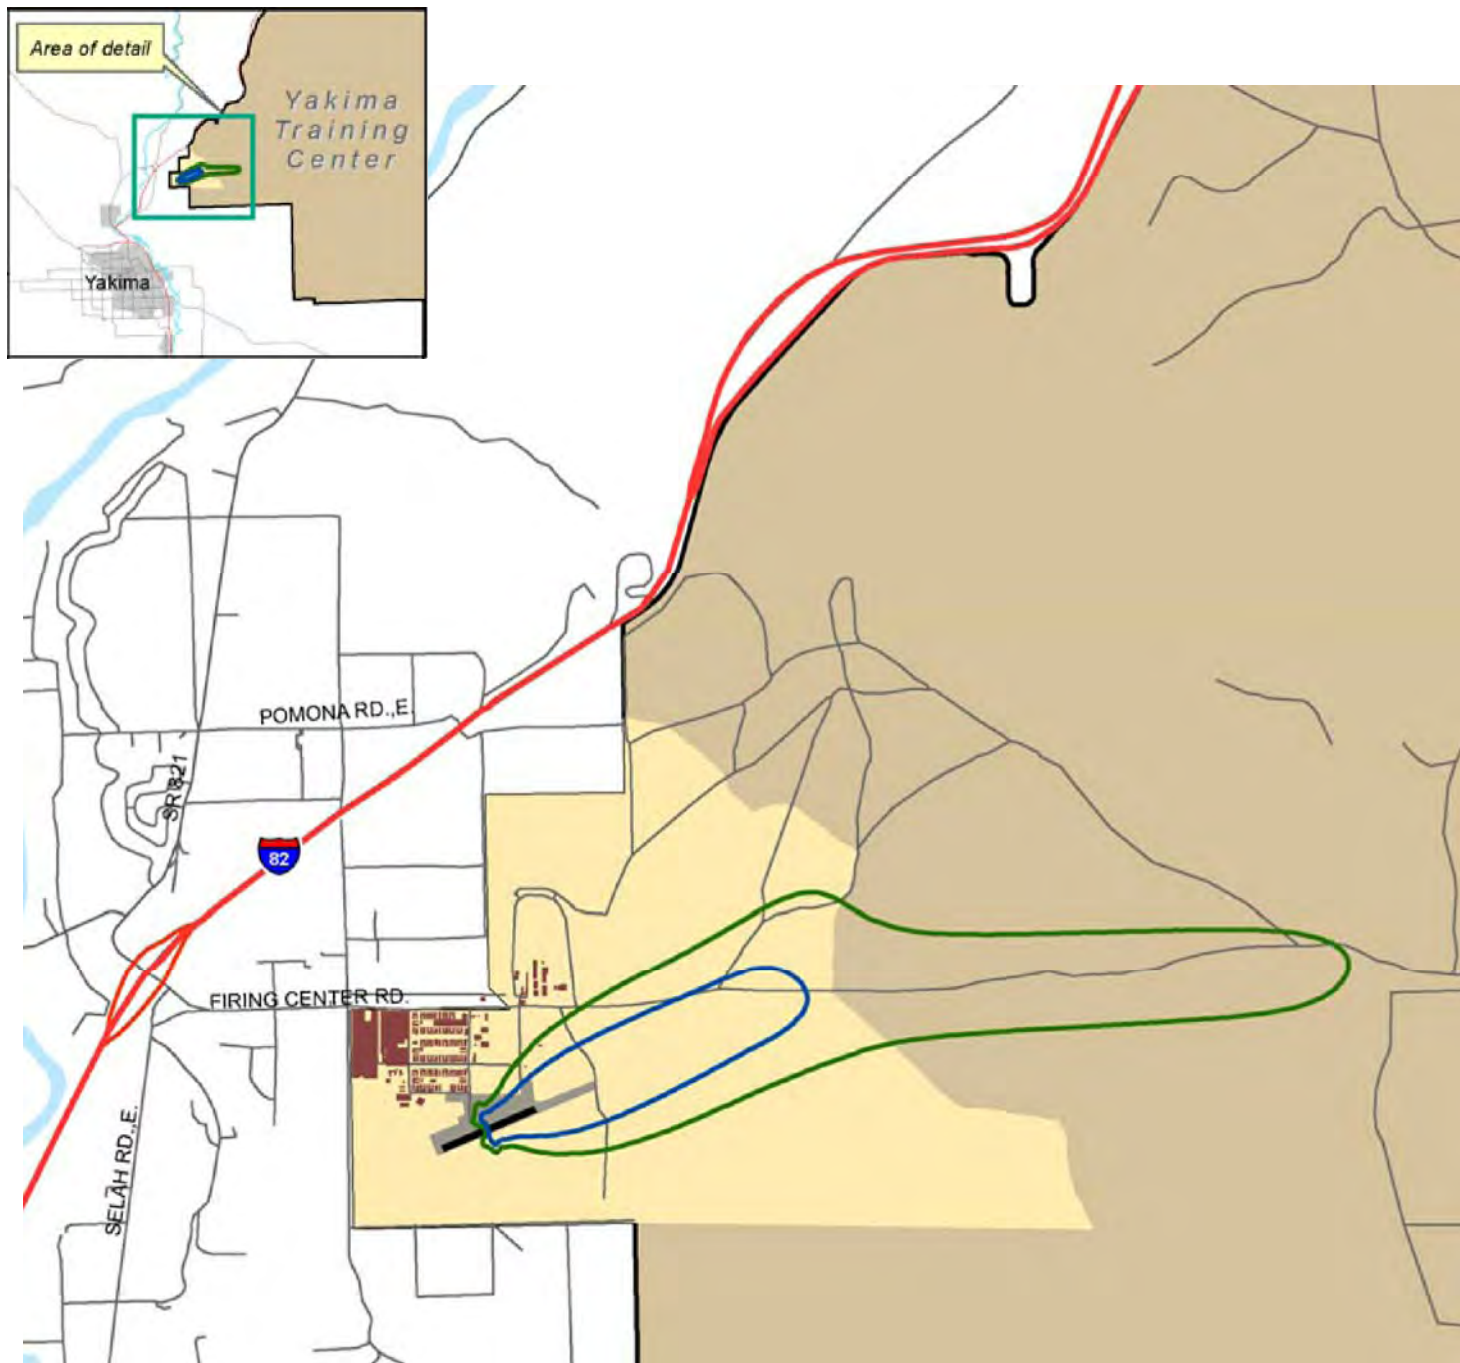 Area of detail
Yakima
Training
Center
Yakima
POMONA RD., E.
SR 821
82
FIRING CENTER RD.
SELAH RD., E.